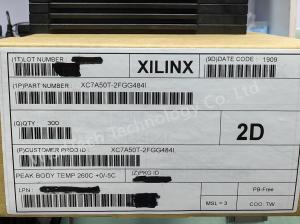 (1T)LOT NUMBER
XILINX
(9D)DATE CODE : 1909
(1P)PART NUMBER: XC7A50T-2FGG484I
(Q)QTY: 300
2D
(P)CUSTOMER PROD ID: XC7A50T-2FGG484I
PEAK BODY TEMP 260C +0/-5C
(Z)PKG ID
LPN :
PB-Free
MSL = 3
COO: TW